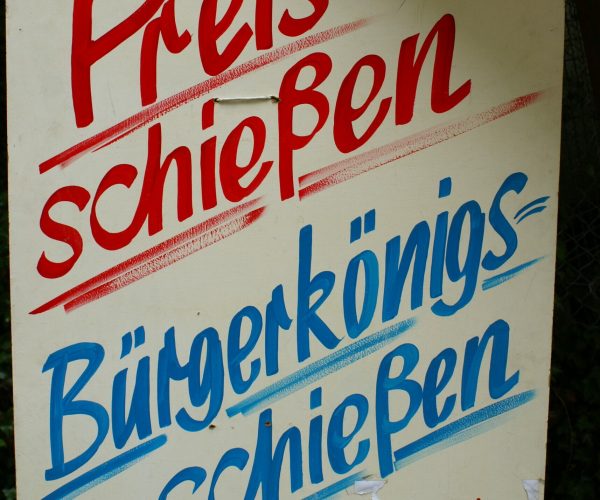 Preis
schießen
Bürgerkönigs=
schießen